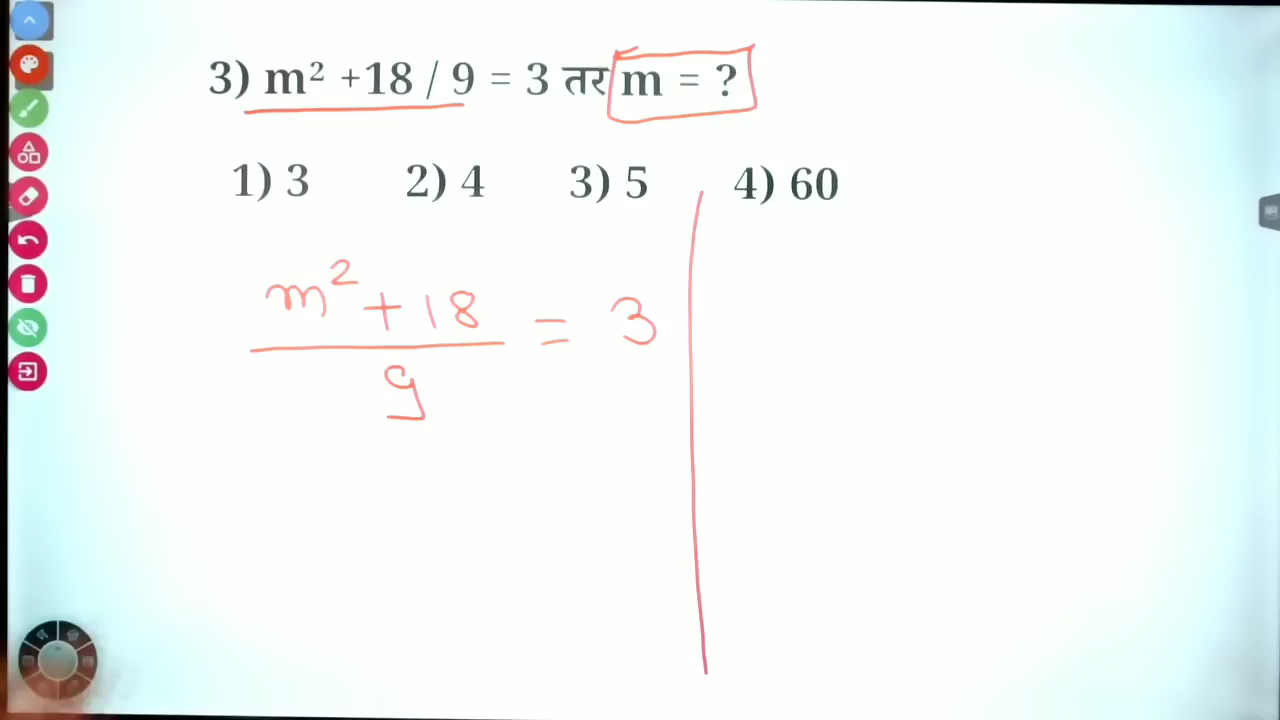 3) m² +18 / 9 = 3 तर m = ?
1) 3 2) 4 3) 5 4) 60
m² + 18
= 3
9